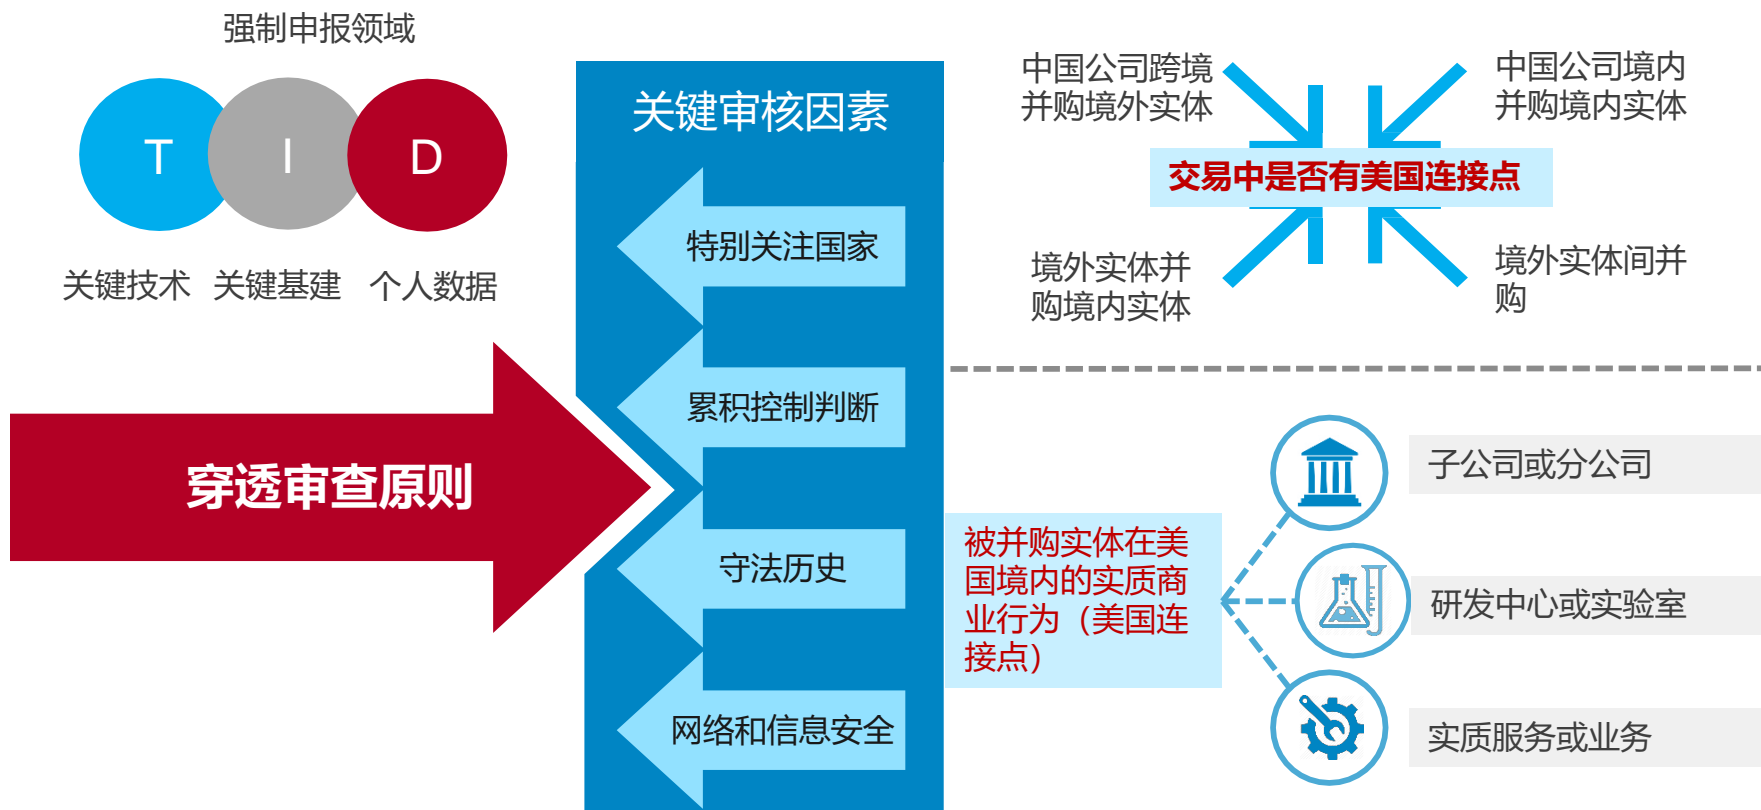 强制申报领域
T
I
D
关键技术
关键基建
个人数据
穿透审查原则
关键审核因素
特别关注国家
累积控制判断
守法历史
网络和信息安全
中国公司跨境
并购境外实体
中国公司境内
并购境内实体
交易中是否有美国连接点
境外实体并
购境内实体
境外实体间并
购
被并购实体在美
国境内的实质商
业行为（美国连
接点）
子公司或分公司
研发中心或实验室
实质服务或业务